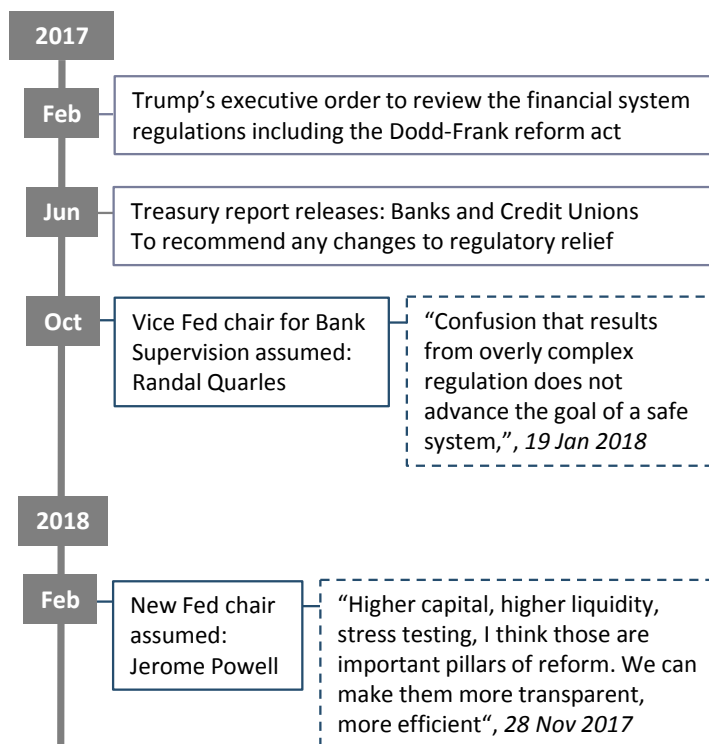 2017
Feb
Trump’s executive order to review the financial system
regulations including the Dodd-Frank reform act
Jun
Treasury report releases: Banks and Credit Unions
To recommend any changes to regulatory relief
Oct
Vice Fed chair for Bank
Supervision assumed:
Randal Quarles
“Confusion that results
from overly complex
regulation does not
advance the goal of a safe
system,”, 19 Jan 2018
2018
Feb
New Fed chair
assumed:
Jerome Powell
“Higher capital, higher liquidity,
stress testing, I think those are
important pillars of reform. We can
make them more transparent,
more efficient“, 28 Nov 2017